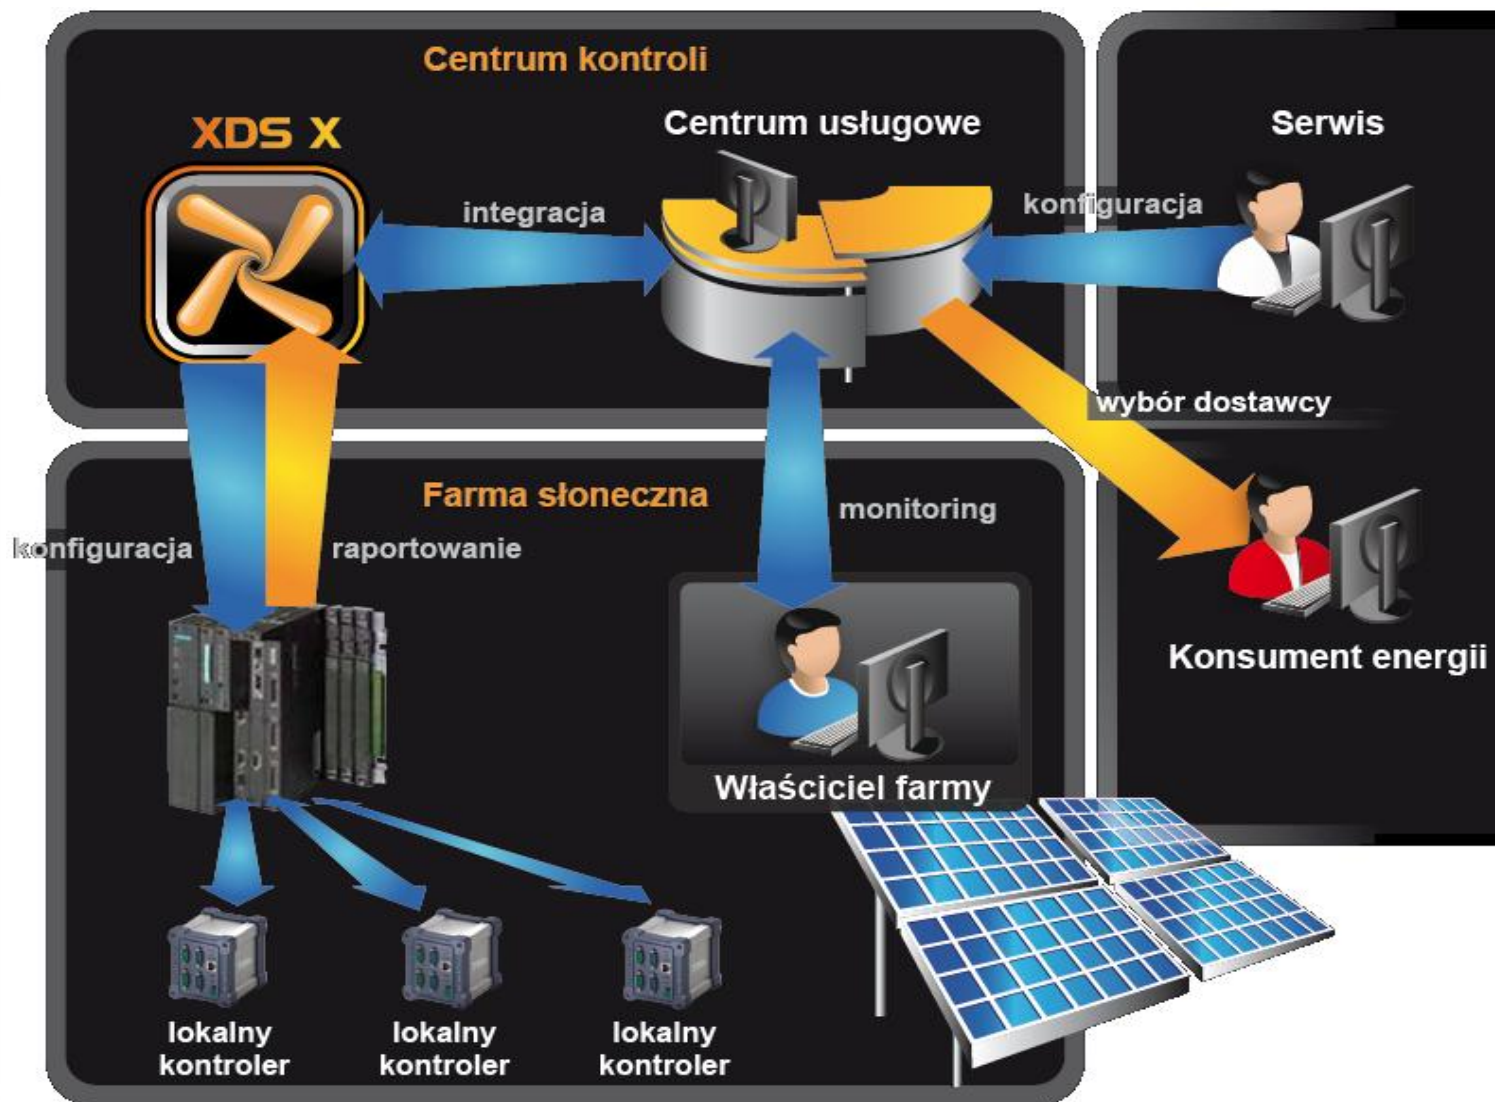 Centrum kontroli
XDS X
Centrum usługowe
Serwis
integracja
konfiguracja
wybór dostawcy
Farma słoneczna
konfiguracja
raportowanie
monitoring
Konsument energii
Właściciel farmy
lokalny
kontroler
lokalny
kontroler
lokalny
kontroler